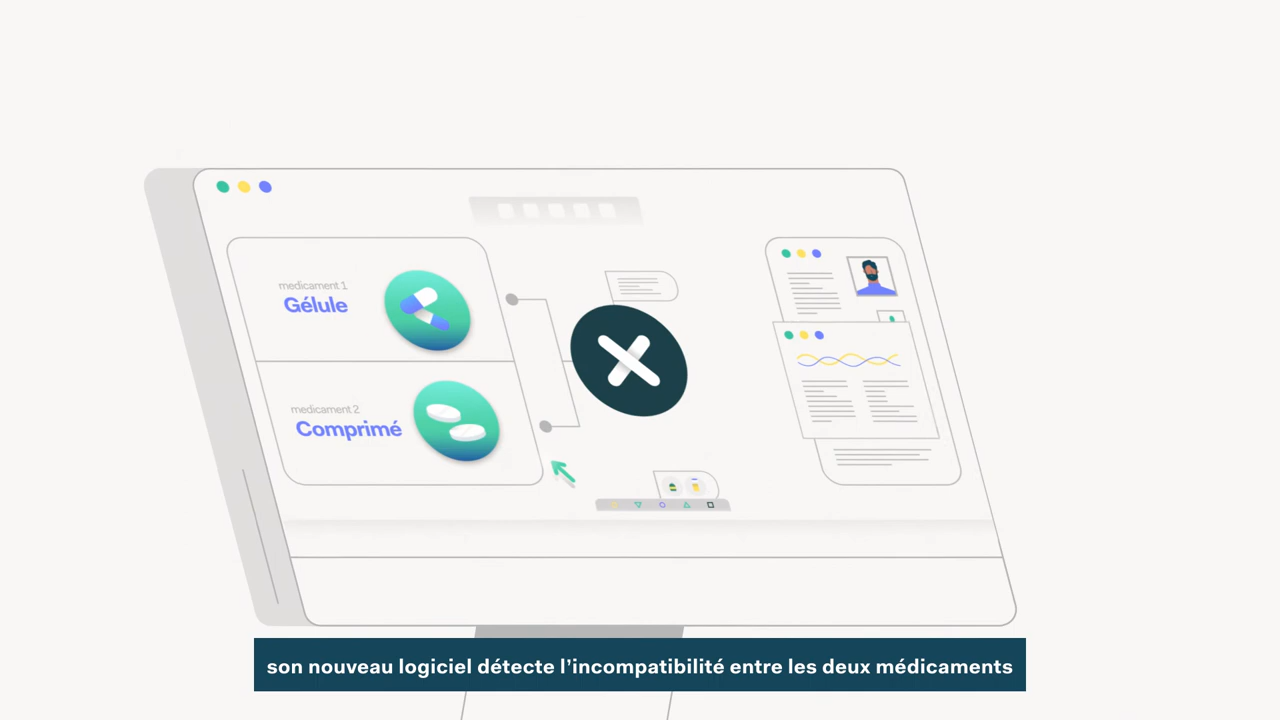 medicament 1
Gélule
medicament 2
Comprimé
son nouveau logiciel détecte l'incompatibilité entre les deux médicaments